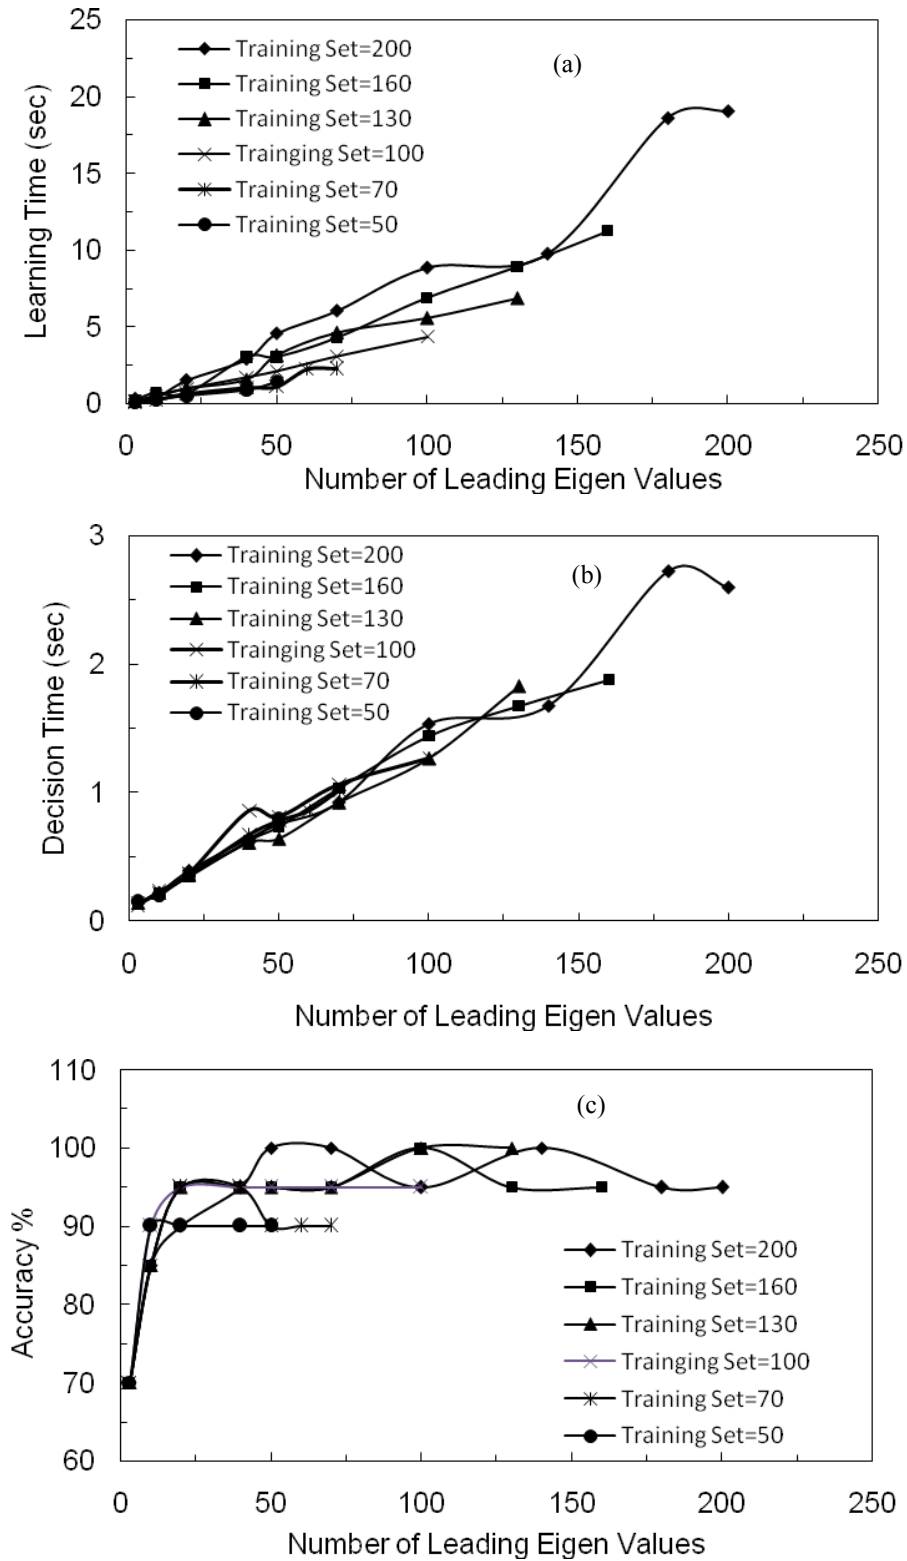 25
20
15
10
5
0
Learning Time (sec)
Training Set=200
Training Set=160
Training Set=130
Trainging Set=100
Training Set=70
Training Set=50
(a)
0 50 100 150 200 250
Number of Leading Eigen Values
3
2
1
0
Decision Time (sec)
Training Set=200
Training Set=160
Training Set=130
Trainging Set=100
Training Set=70
Training Set=50
(b)
0 50 100 150 200 250
Number of Leading Eigen Values
110
100
90
80
70
60
Accuracy %
(c)
Training Set=200
Training Set=160
Training Set=130
Trainging Set=100
Training Set=70
Training Set=50
0 50 100 150 200 250
Number of Leading Eigen Values